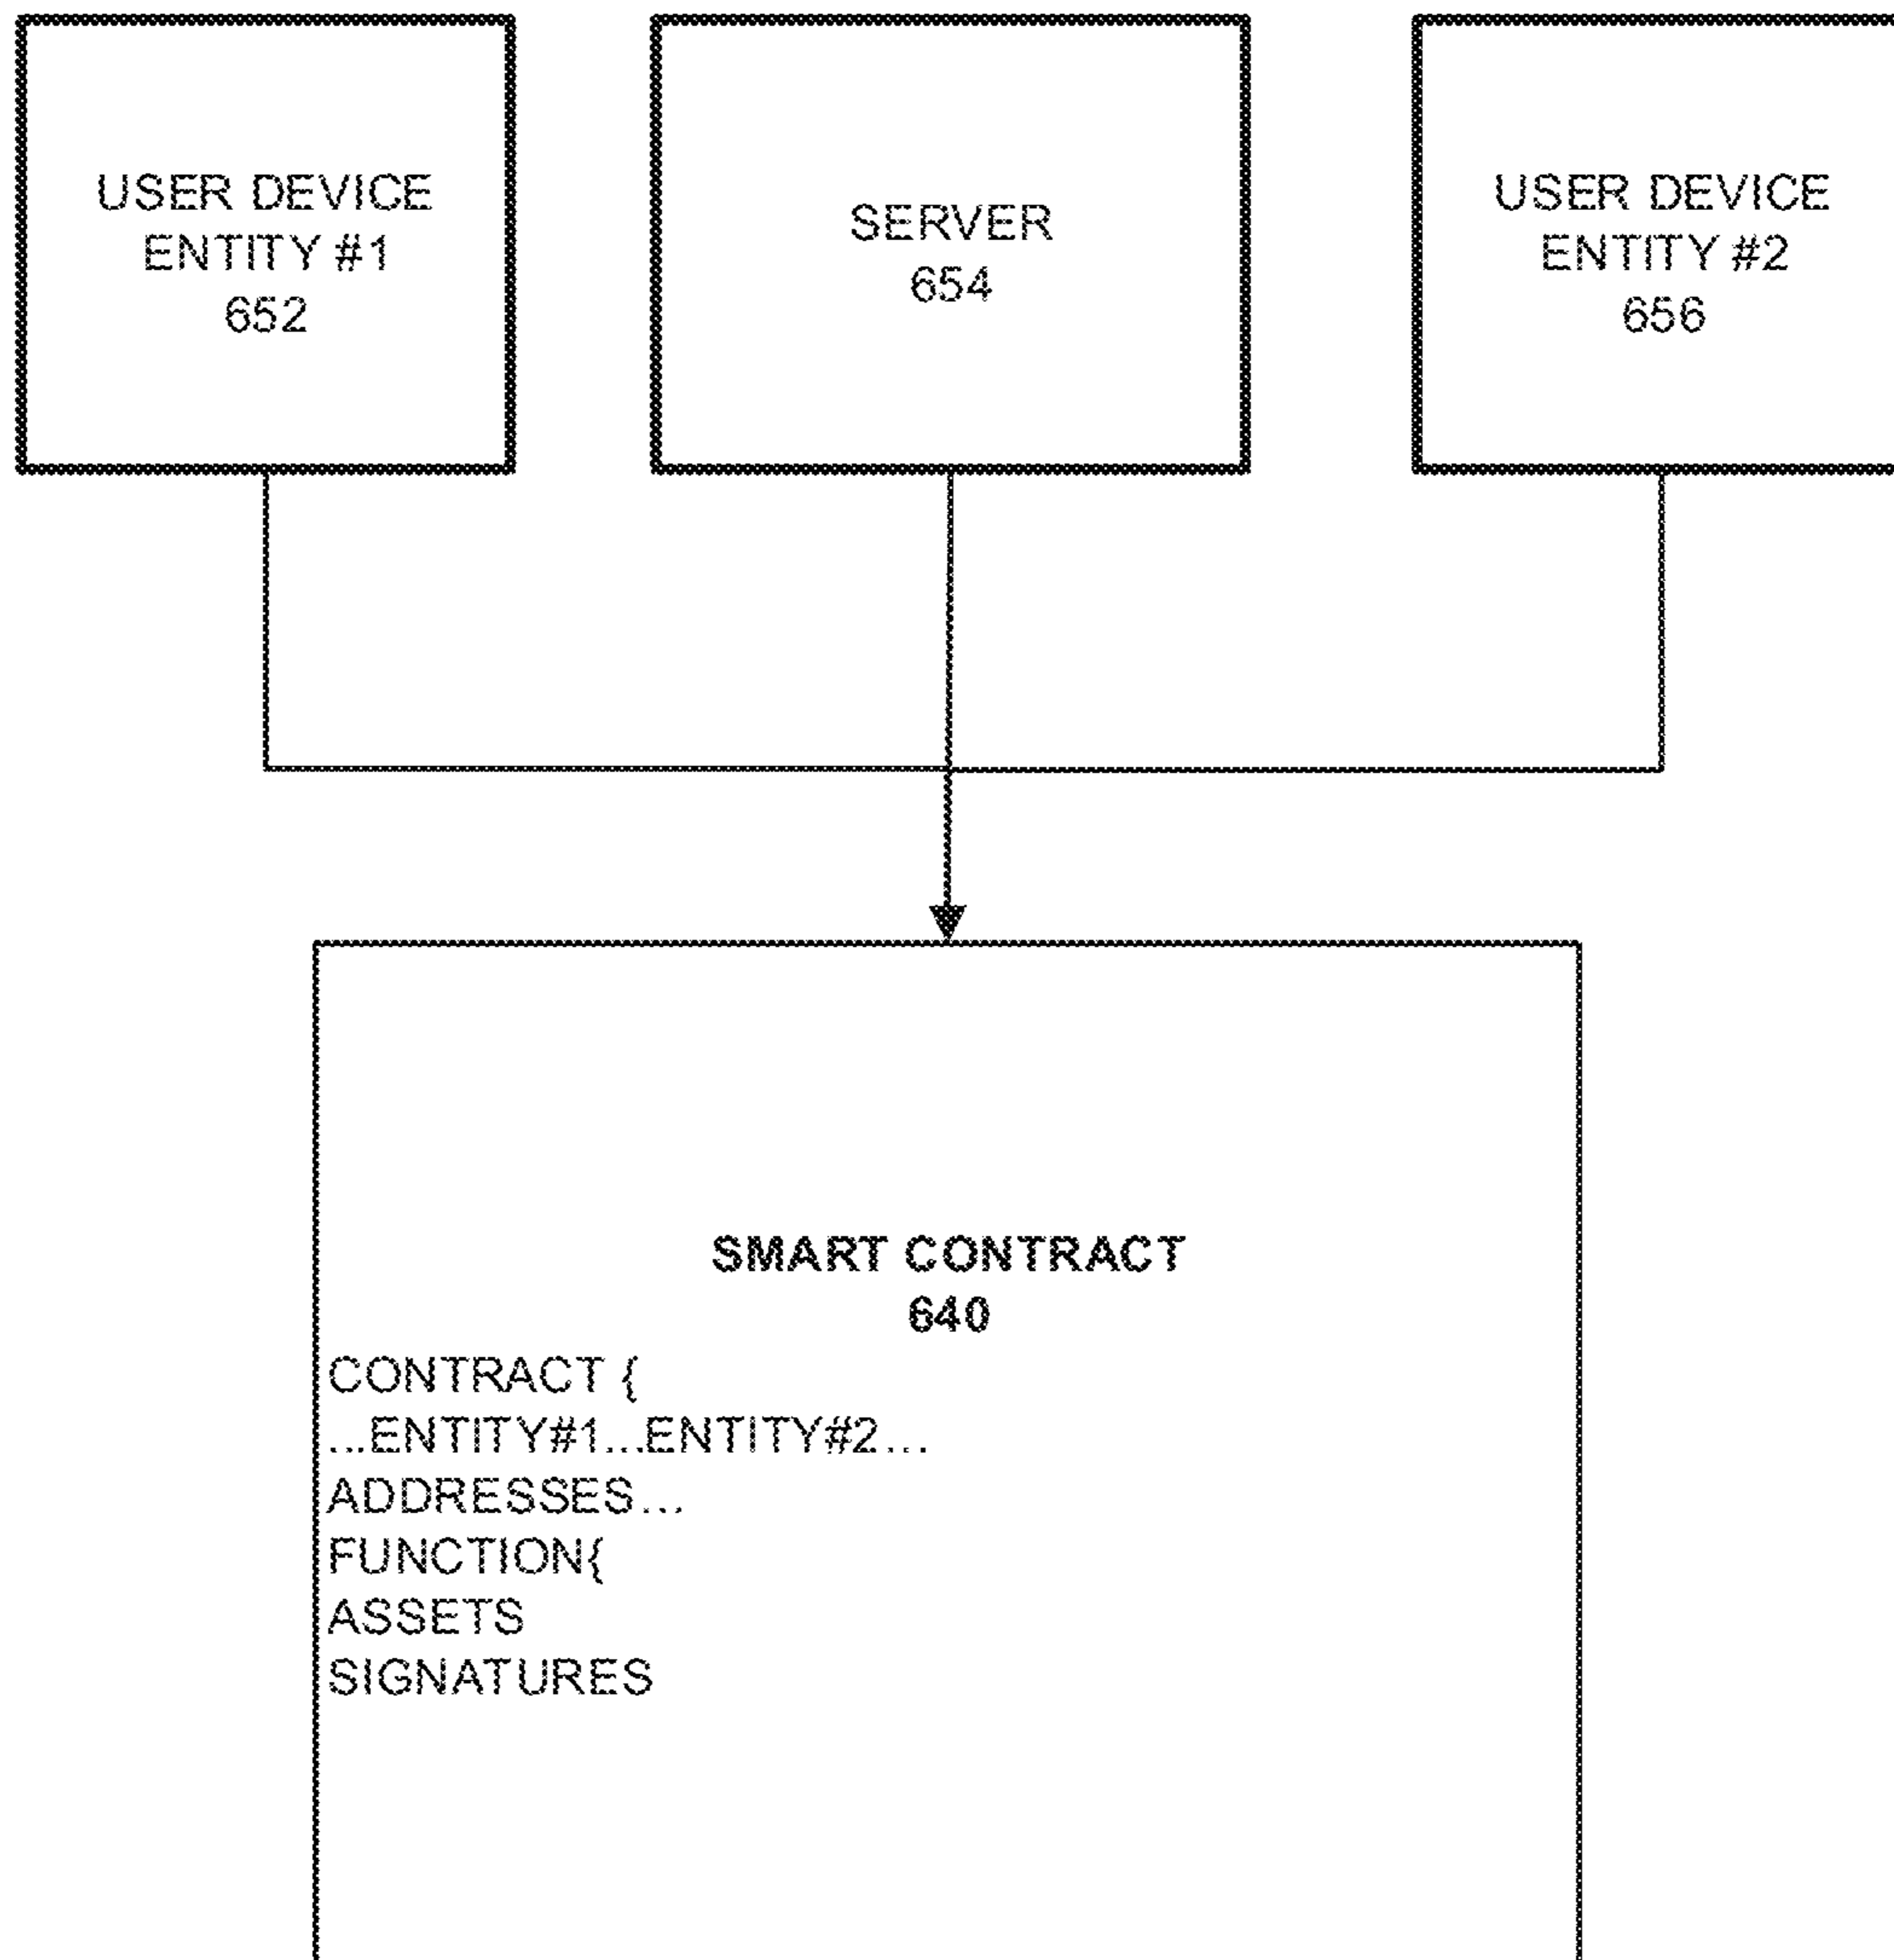 USER DEVICE
ENTITY #1
652
SERVER
654
USER DEVICE
ENTITY #2
656
SMART CONTRACT
640
CONTRACT {
...ENTITY#1...ENTITY#2...
ADDRESSES...
FUNCTION{
ASSETS
SIGNATURES